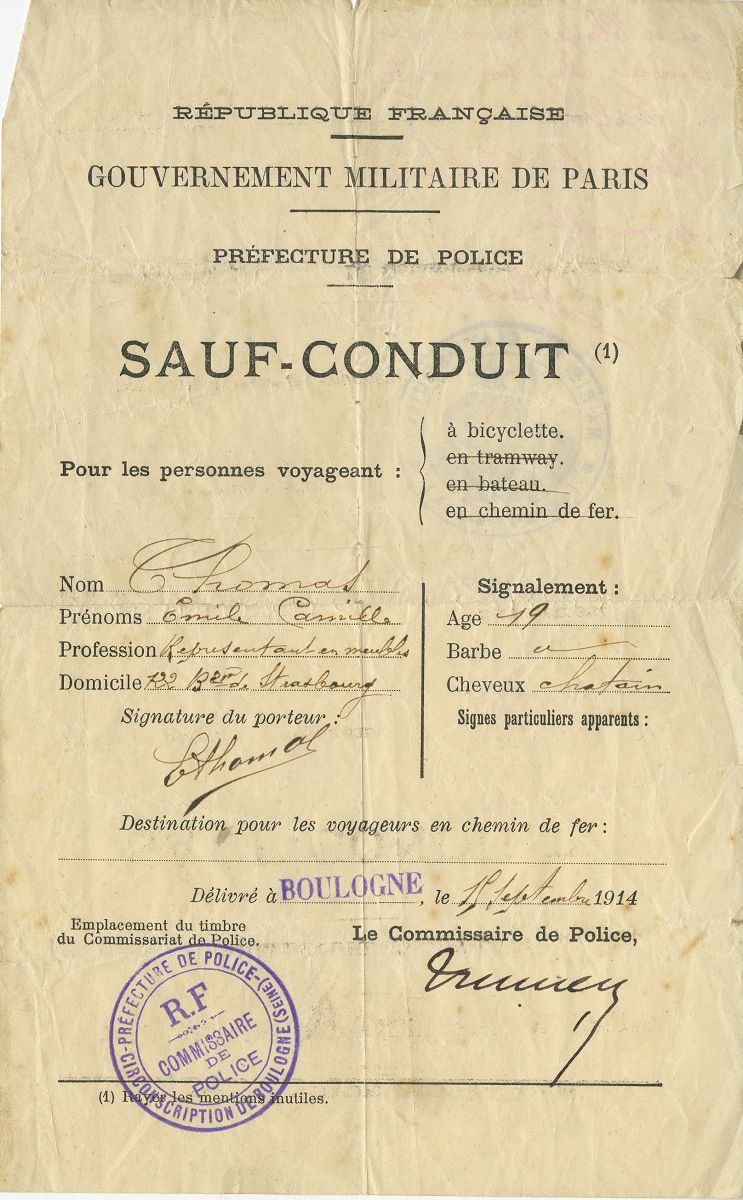 RÉPUBLIQUE FRANÇAISE
GOUVERNEMENT MILITAIRE DE PARIS
PRÉFECTURE DE POLICE
SAUF-CONDUIT (1)
Pour les personnes voyageant :
à bicyclette.
en tramway.
en bateau.
en chemin de fer.
Nom Thomas
Prénoms Emile Camille
Profession Représentant en meubles
Domicile 122 Bard de Strasbourg
Signature du porteur :
EThomas
Signalement :
Age 19
Barbe
Cheveux chatain
Signes particuliers apparents :
Destination pour les voyageurs en chemin de fer :
Délivré à BOULOGNE, le Septembre 1914
Emplacement du timbre
du Commissariat de Police.
Le Commissaire de Police,
PRÉFECTURE DE POLICE-(SEINE)
CIRCONSCRIPTION DE BOULOGNE
R.F
COMMISSAIRE
DE
POLICE
(1) Rayer les mentions inutiles.